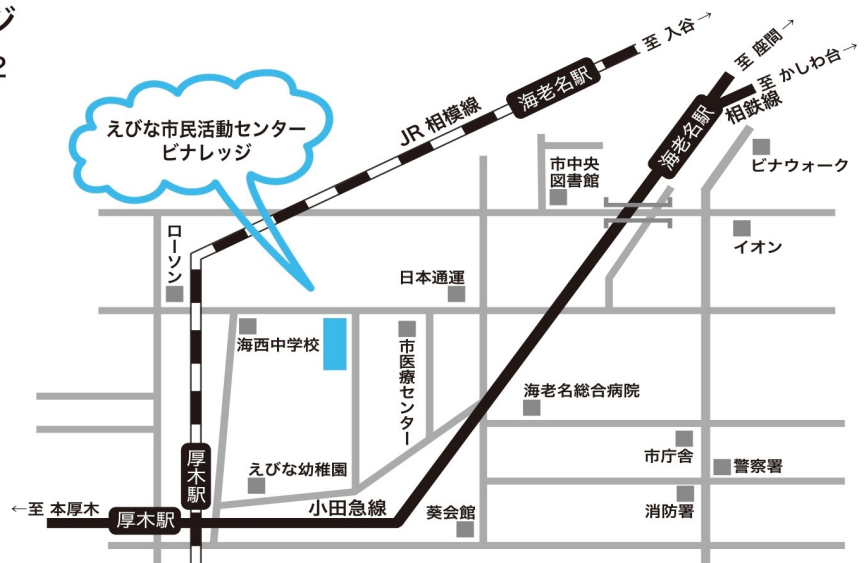 ジ
2
至 入谷→
至 座間→
至 かしわ台→
海老名駅
JR 相模線
海老名駅
相鉄線
えびな市民活動センター
ビナレッジ
市中央
図書館
ビナウォーク
ローソン
イオン
日本通運
海西中学校
市医療センター
海老名総合病院
市庁舎
警察署
えびな幼稚園
厚木駅
←至 本厚木
厚木駅
小田急線
葵会館
消防署